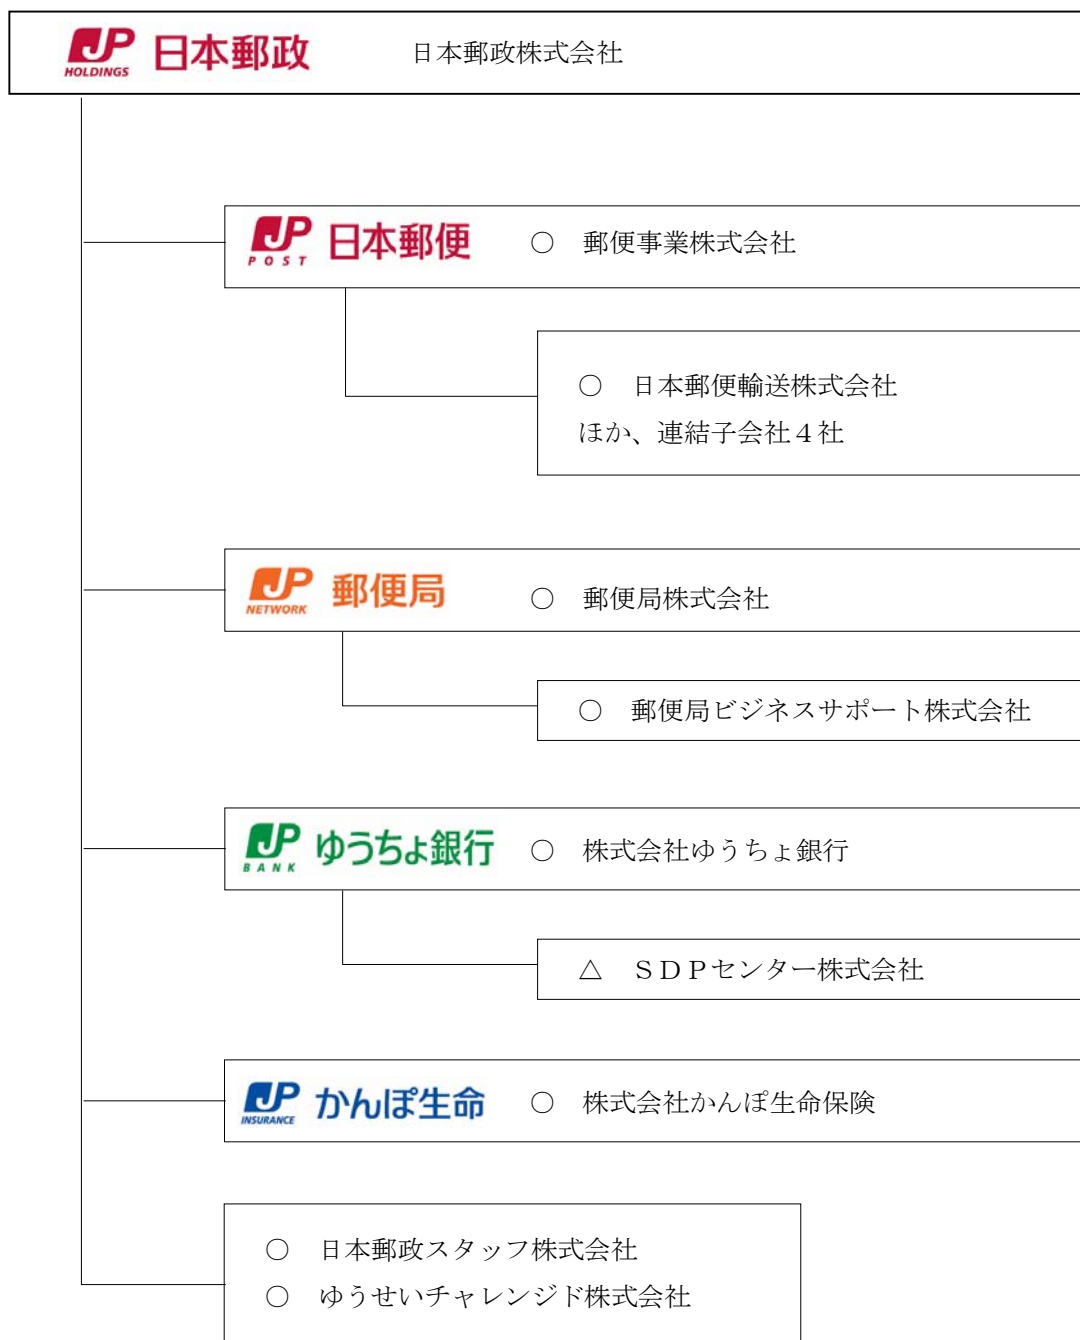 JP 日本郵政 日本郵政株式会社
HOLDINGS
JP 日本郵便 ○ 郵便事業株式会社
POST
○ 日本郵便輸送株式会社
ほか、連結子会社４社
JP 郵便局 ○ 郵便局株式会社
NETWORK
○ 郵便局ビジネスサポート株式会社
JP ゆうちょ銀行 ○ 株式会社ゆうちょ銀行
BANK
△ ＳＤＰセンター株式会社
JP かんぽ生命 ○ 株式会社かんぽ生命保険
INSURANCE
○ 日本郵政スタッフ株式会社
○ ゆうせいチャレンジド株式会社